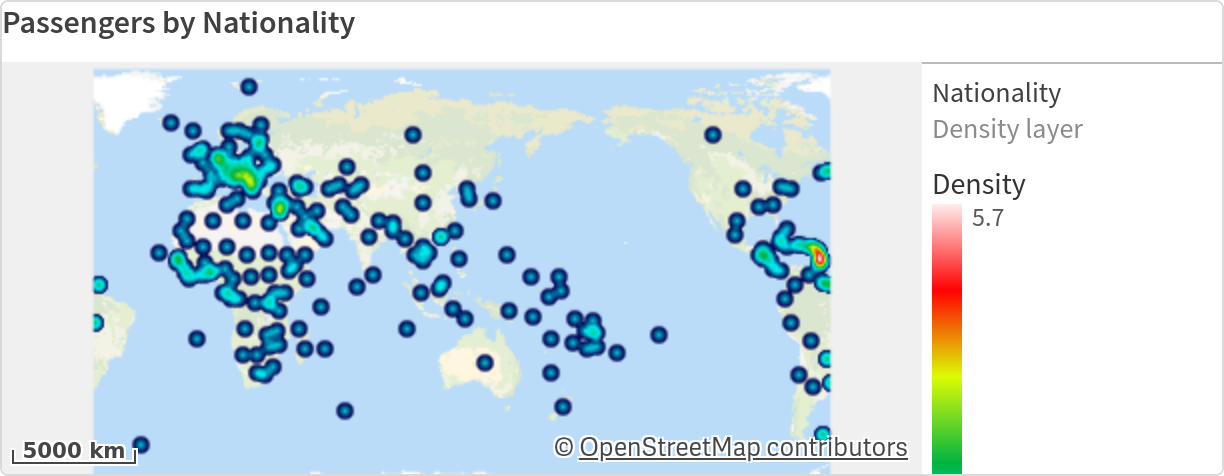 Passengers by Nationality
Nationality
Density layer
Density
5.7
5000 km
© OpenStreetMap contributors